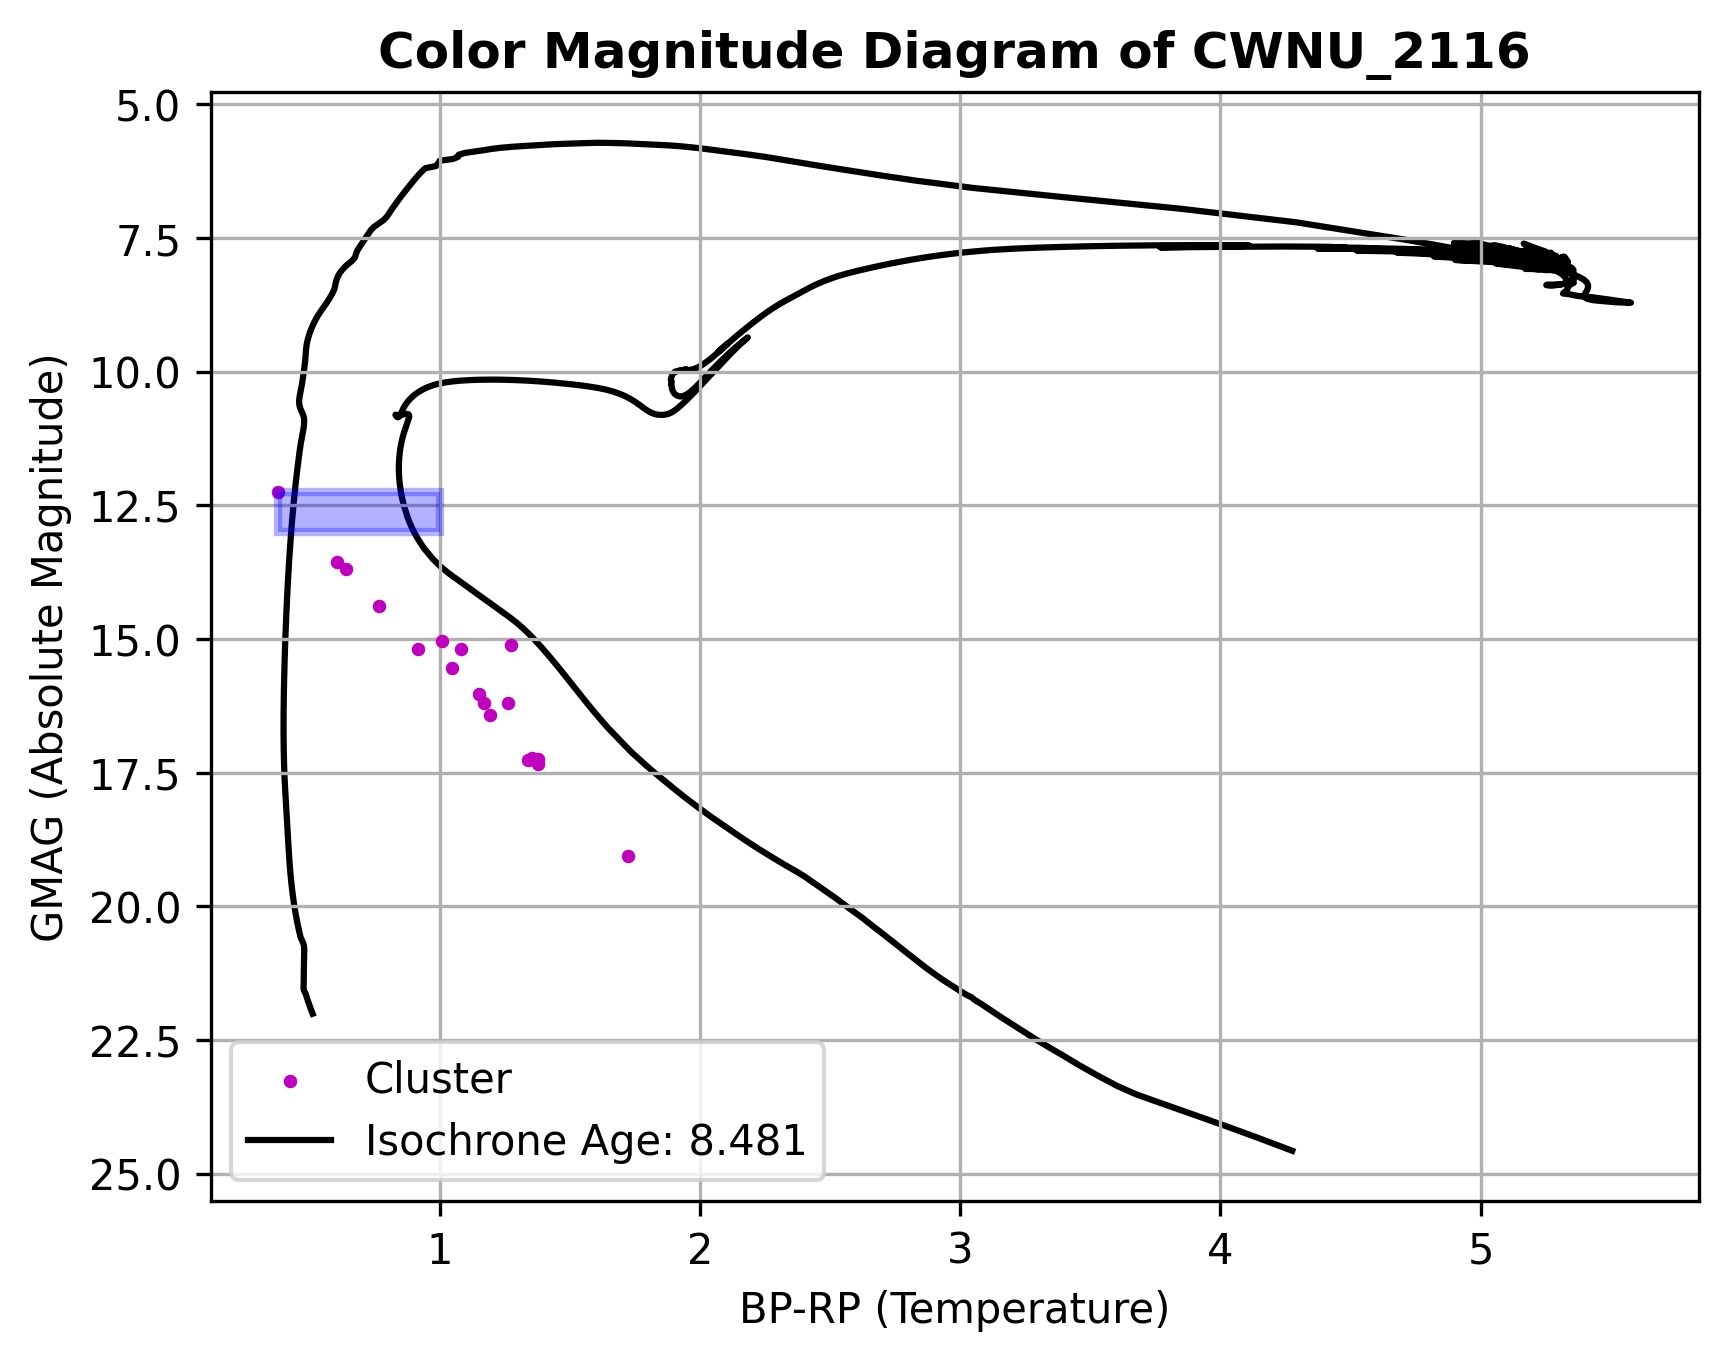 Color Magnitude Diagram of CWNU_2116
GMAG (Absolute Magnitude)
5.0
7.5
10.0
12.5
15.0
17.5
20.0
22.5
25.0
Cluster
Isochrone Age: 8.481
1 2 3 4 5
BP-RP (Temperature)